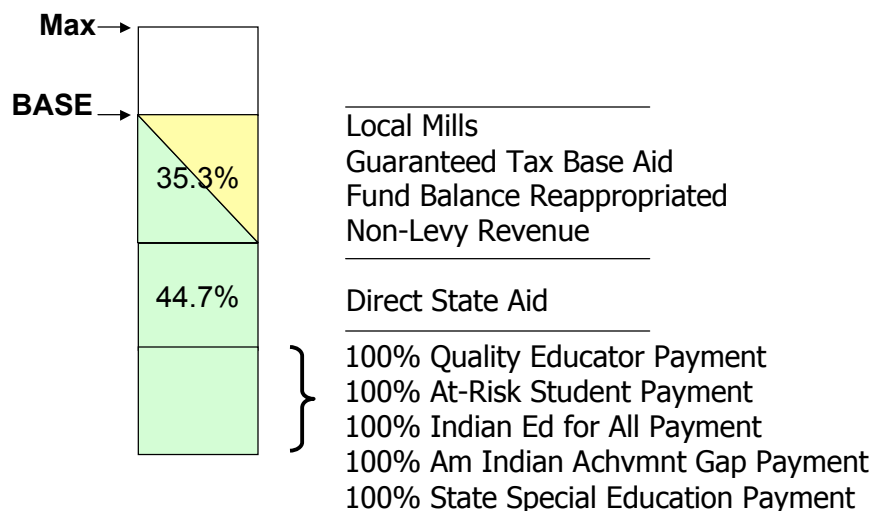 Max
BASE
35.3%
Local Mills
Guaranteed Tax Base Aid
Fund Balance Reappropriated
Non-Levy Revenue
44.7%
Direct State Aid
100% Quality Educator Payment
100% At-Risk Student Payment
100% Indian Ed for All Payment
100% Am Indian Achvmnt Gap Payment
100% State Special Education Payment